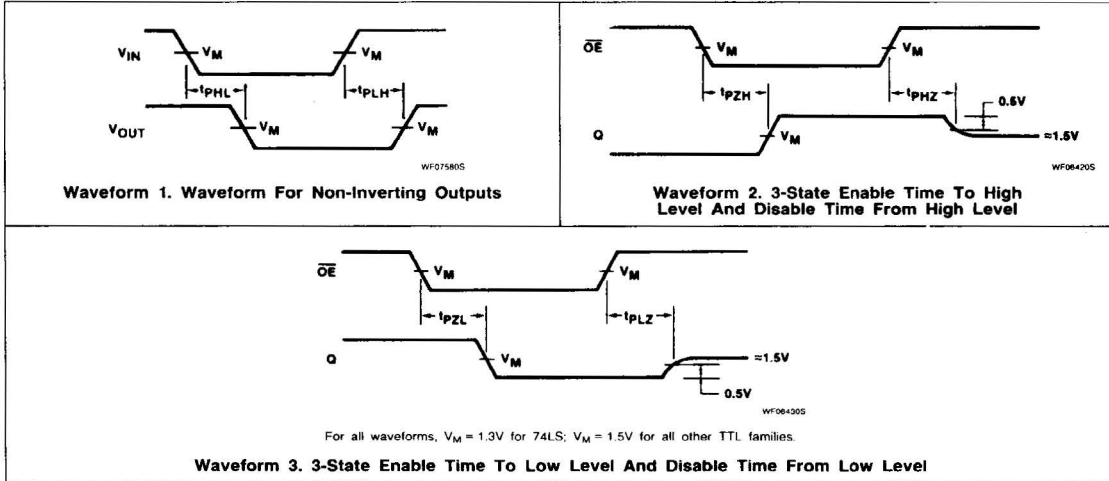 VIN
VM
VM
tPHL
tPLH
VOUT
VM
VM
WF07580S
Waveform 1. Waveform For Non-Inverting Outputs
OE
VM
VM
tPZH
tPHZ
0.5V
Q
VM
≈1.5V
WF06420S
Waveform 2. 3-State Enable Time To High
Level And Disable Time From High Level
OE
VM
VM
tPZL
tPLZ
Q
VM
≈1.5V
0.5V
WF06430S
For all waveforms, VM = 1.3V for 74LS; VM = 1.5V for all other TTL families.
Waveform 3. 3-State Enable Time To Low Level And Disable Time From Low Level